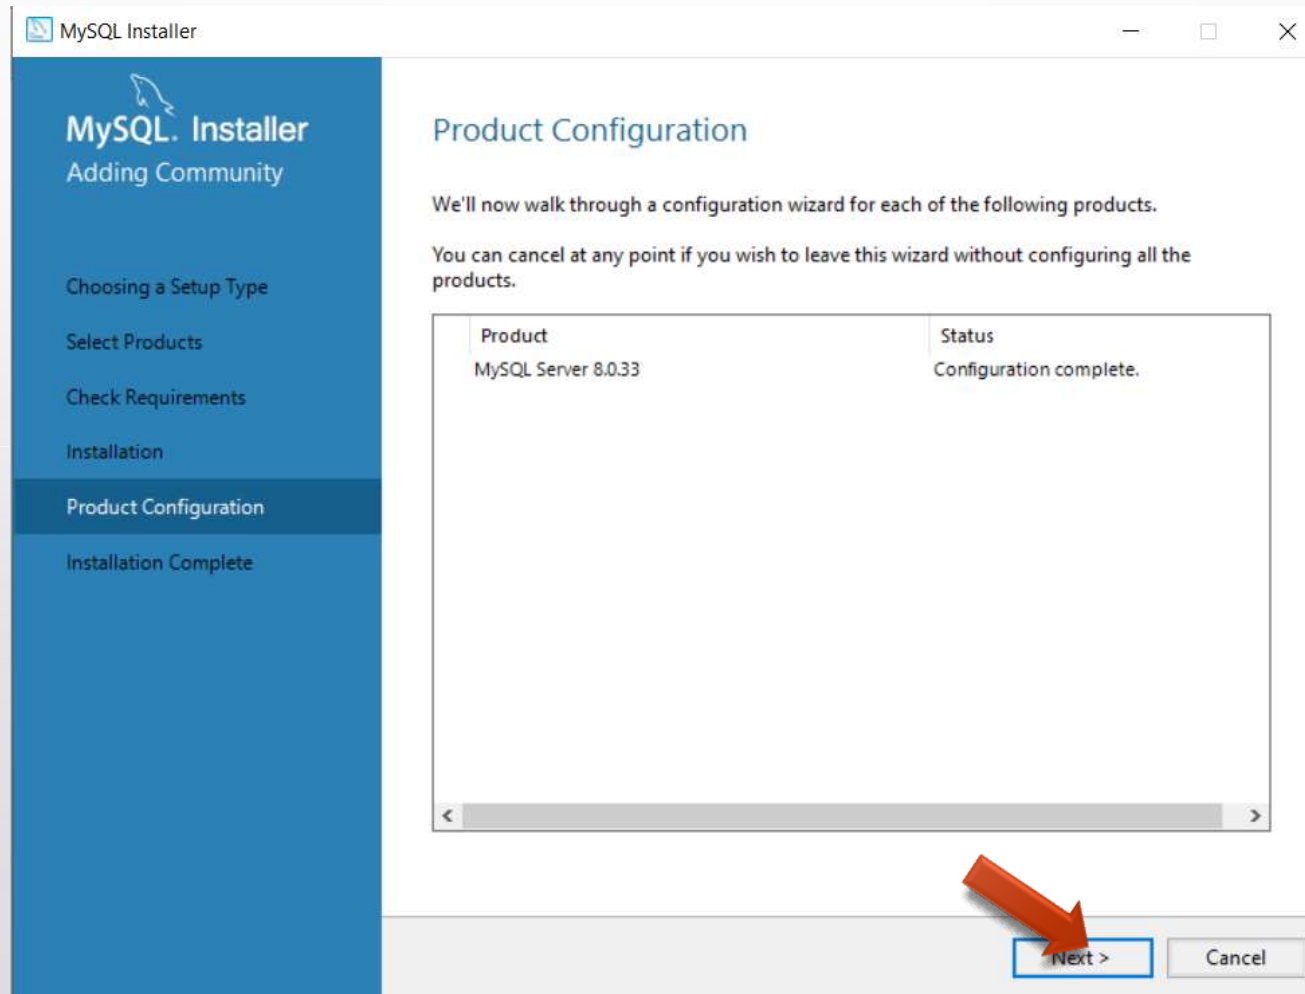 MySQL Installer
MySQL. Installer
Adding Community
Choosing a Setup Type
Select Products
Check Requirements
Installation
Product Configuration
Installation Complete
Product Configuration
We'll now walk through a configuration wizard for each of the following products.
You can cancel at any point if you wish to leave this wizard without configuring all the
products.
Product Status
MySQL Server 8.0.33 Configuration complete.
Next > Cancel